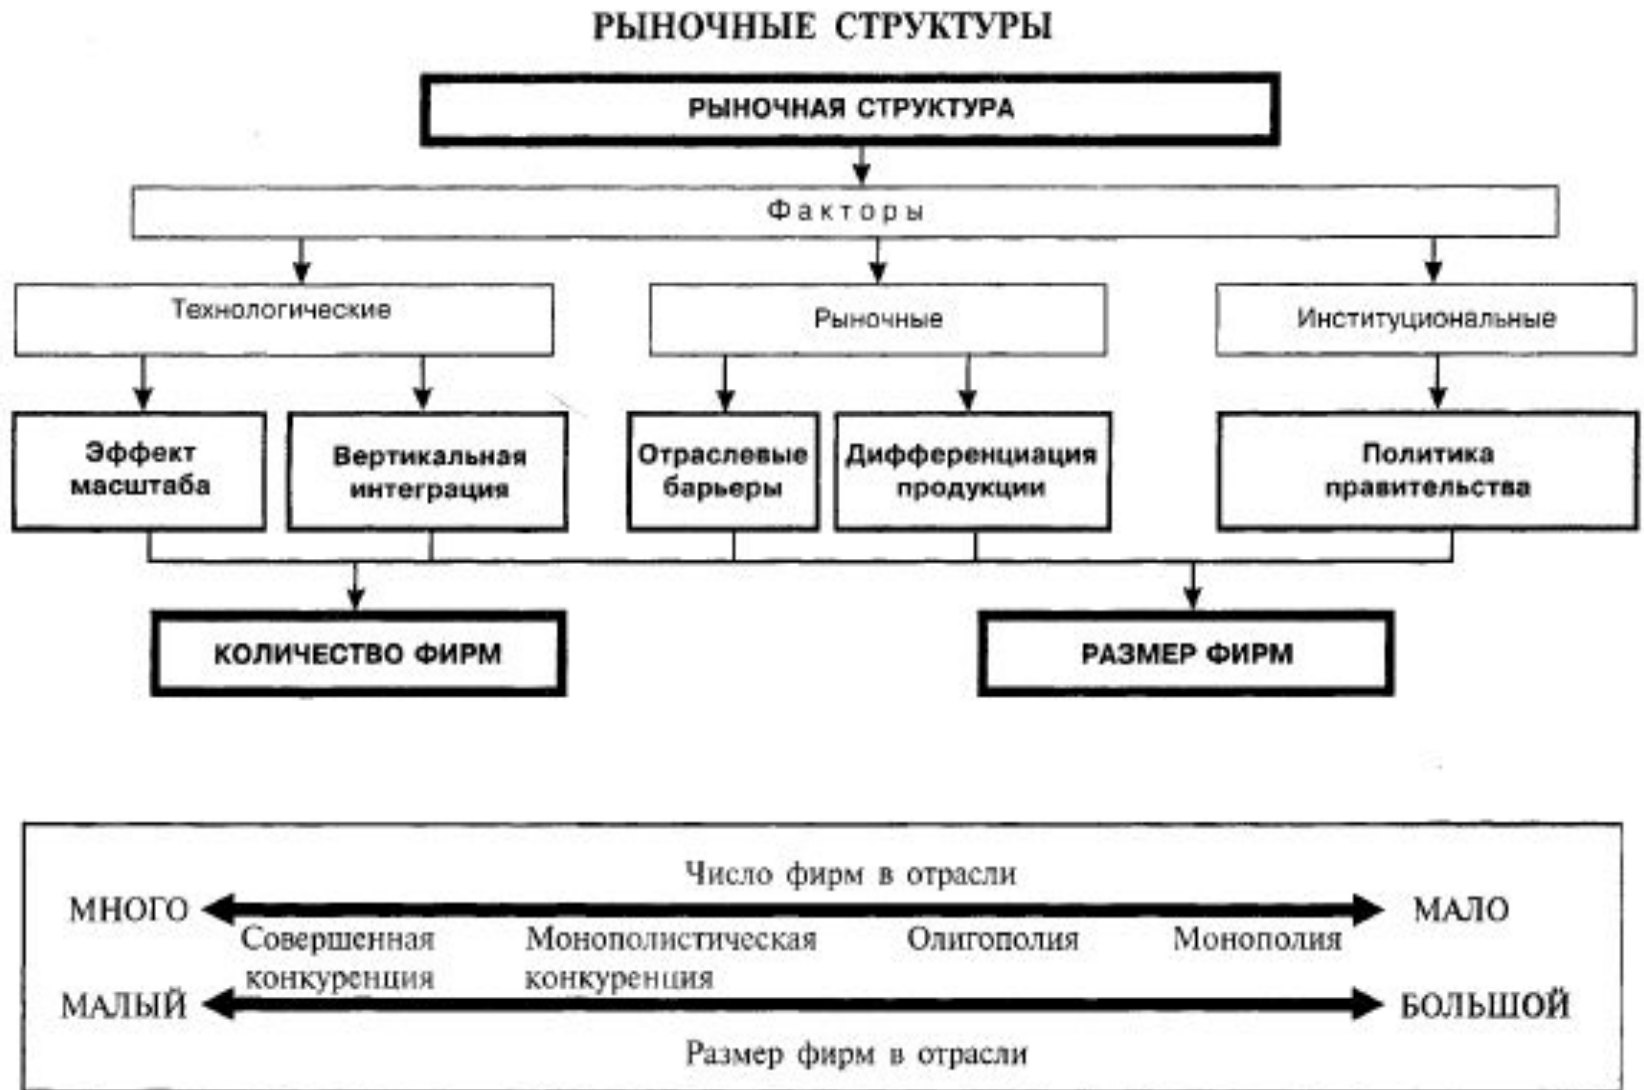 РЫНОЧНЫЕ СТРУКТУРЫ
РЫНОЧНАЯ СТРУКТУРА
Факторы
Технологические
Рыночные
Институциональные
Эффект
масштаба
Вертикальная
интеграция
Отраслевые
барьеры
Дифференциация
продукции
Политика
правительства
КОЛИЧЕСТВО ФИРМ
РАЗМЕР ФИРМ
Число фирм в отрасли
МНОГО
МАЛО
Совершенная
конкуренция
Монополистическая
конкуренция
Олигополия
Монополия
МАЛЫЙ
БОЛЬШОЙ
Размер фирм в отрасли